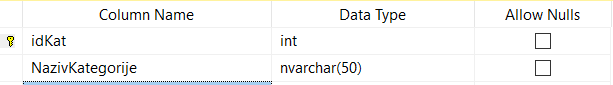 Column Name Data Type Allow Nulls
idKat int
NazivKategorije nvarchar(50)